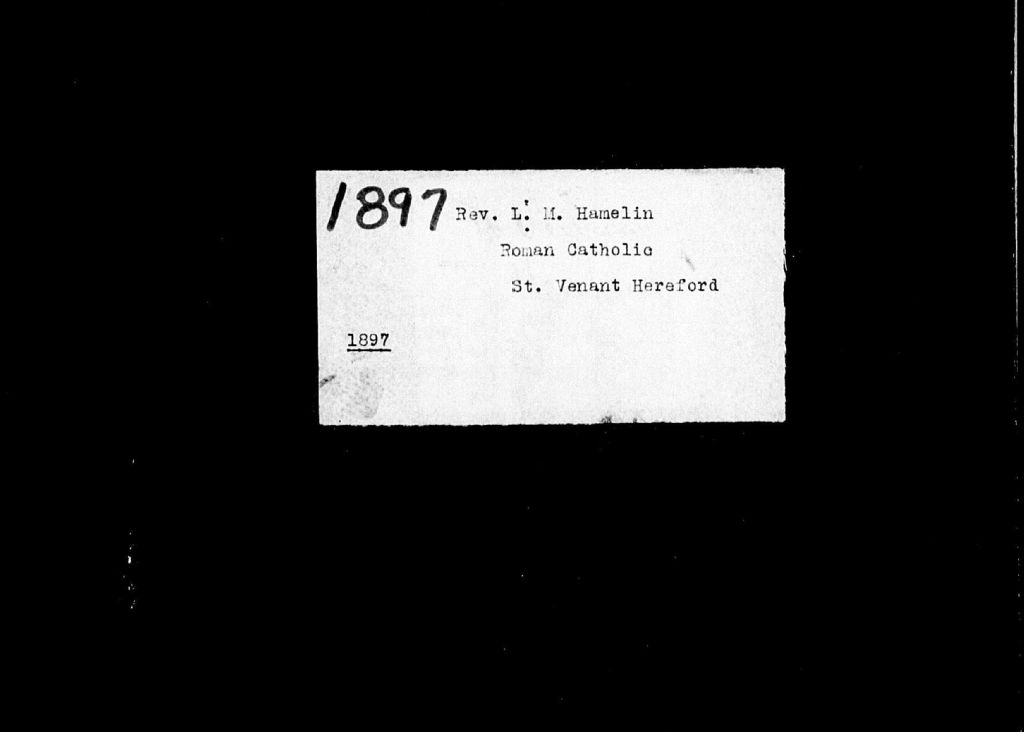 1897 Rev. L. M. Hamelin
Roman Catholic
St. Venant Hereford
1897